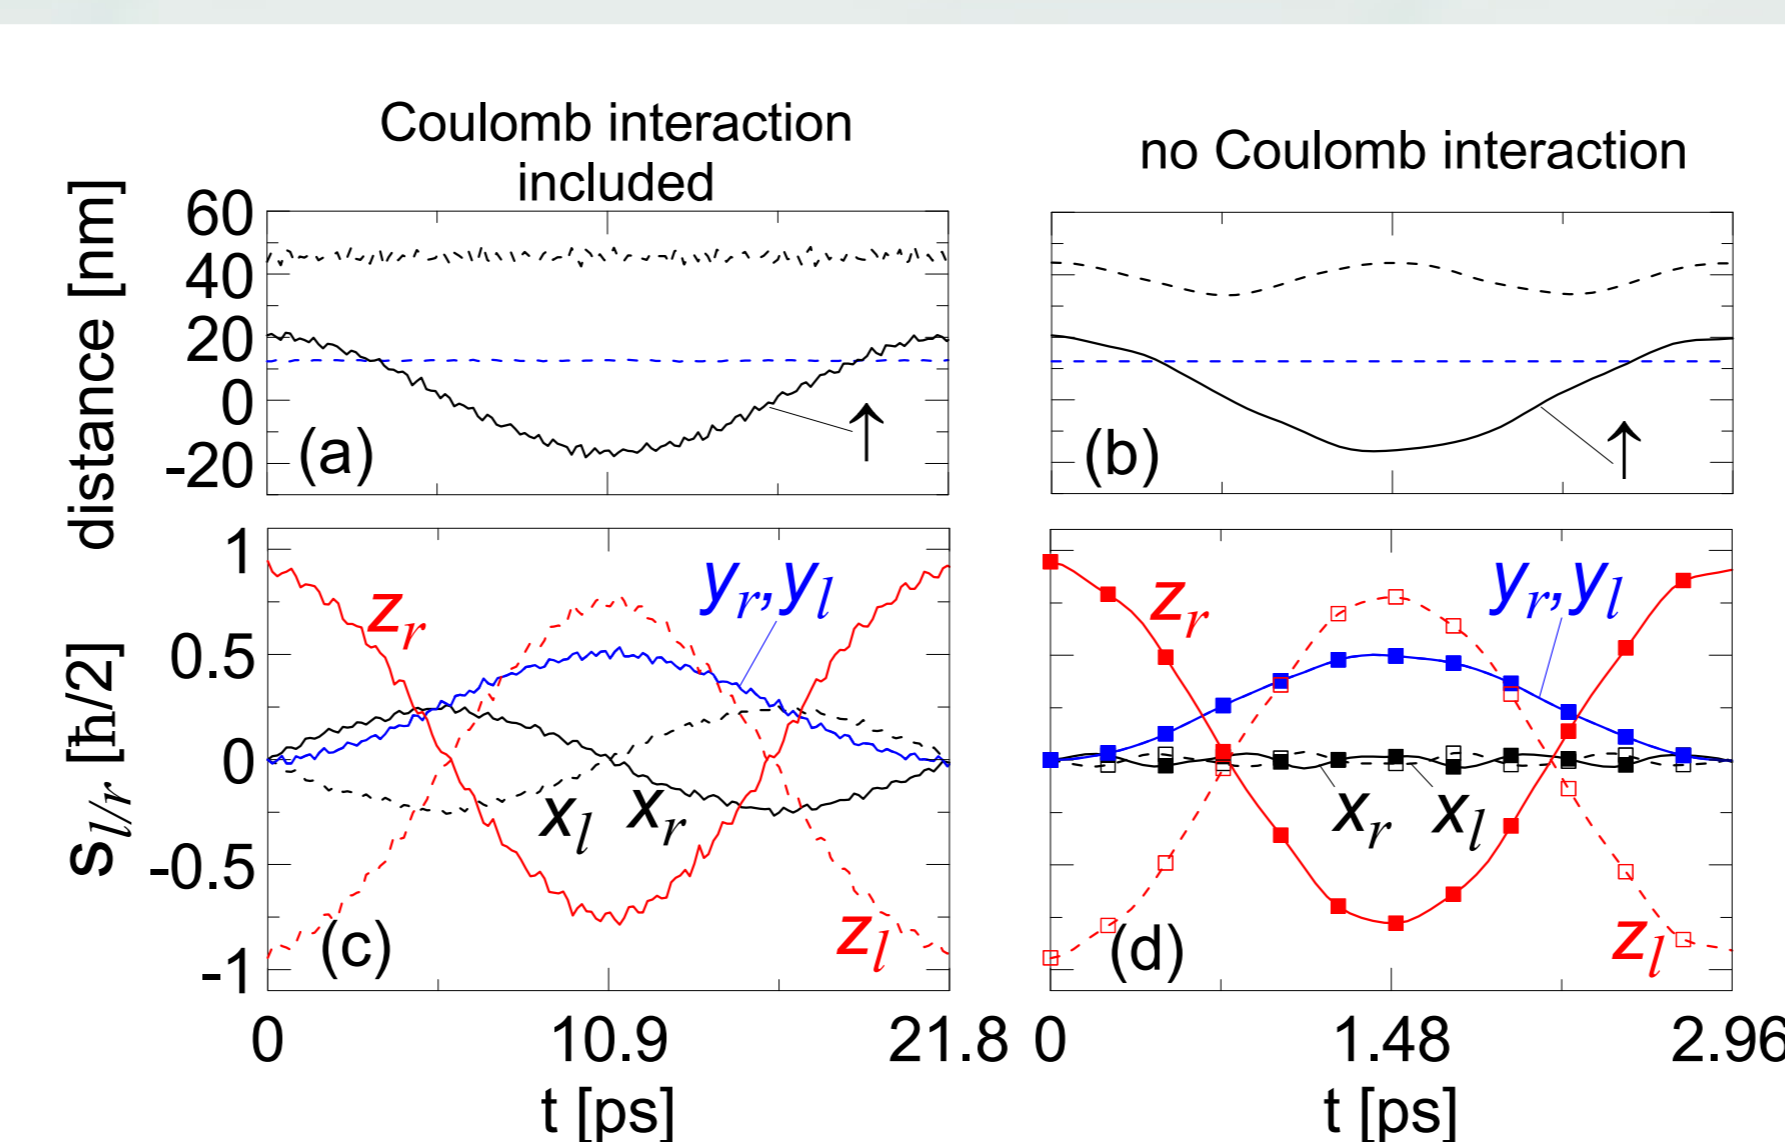 Coulomb interaction
included
no Coulomb interaction
distance [nm]
60
40
20
0
-20
(a)
↑
(b)
↑
s_{l/r} [ħ/2]
1
0.5
0
-0.5
-1
z_r
y_r,y_l
x_l
x_r
z_l
(c)
z_r
y_r,y_l
x_r
x_l
z_l
(d)
0
10.9
21.8
0
1.48
2.96
t [ps]
t [ps]